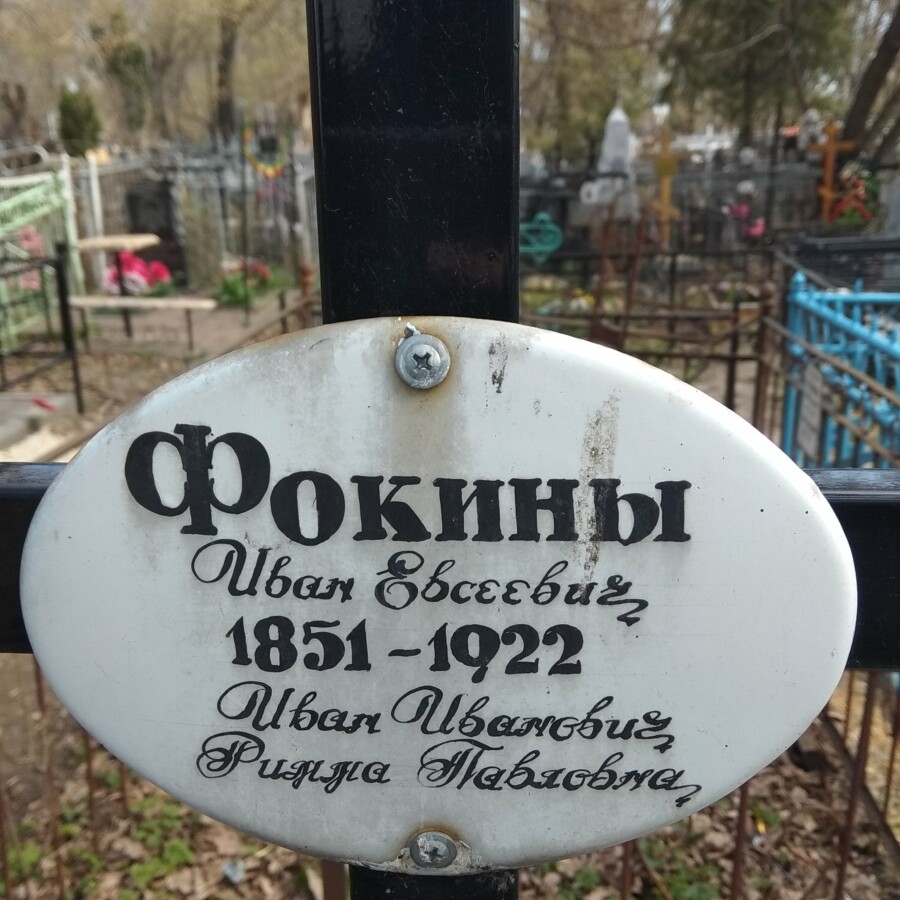 Фокины
Иван Евсеевич
1851-1922
Иван Иванович
Римма Павловна